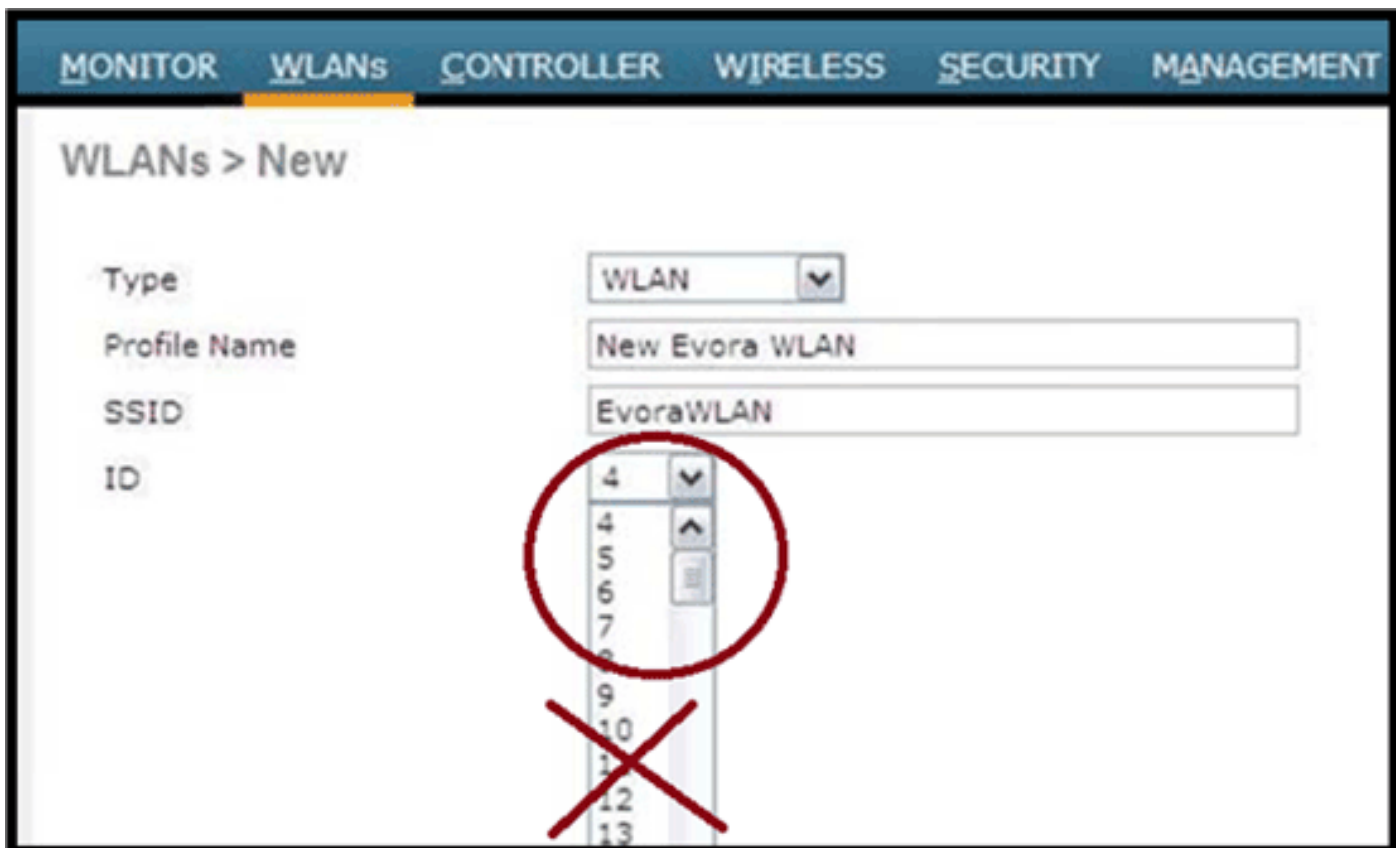 MONITOR WLANs CONTROLLER WIRELESS SECURITY MANAGEMENT
WLANs > New
Type WLAN
Profile Name New Evora WLAN
SSID EvoraWLAN
ID 4
4
5
6
7
8
9
10
12
13